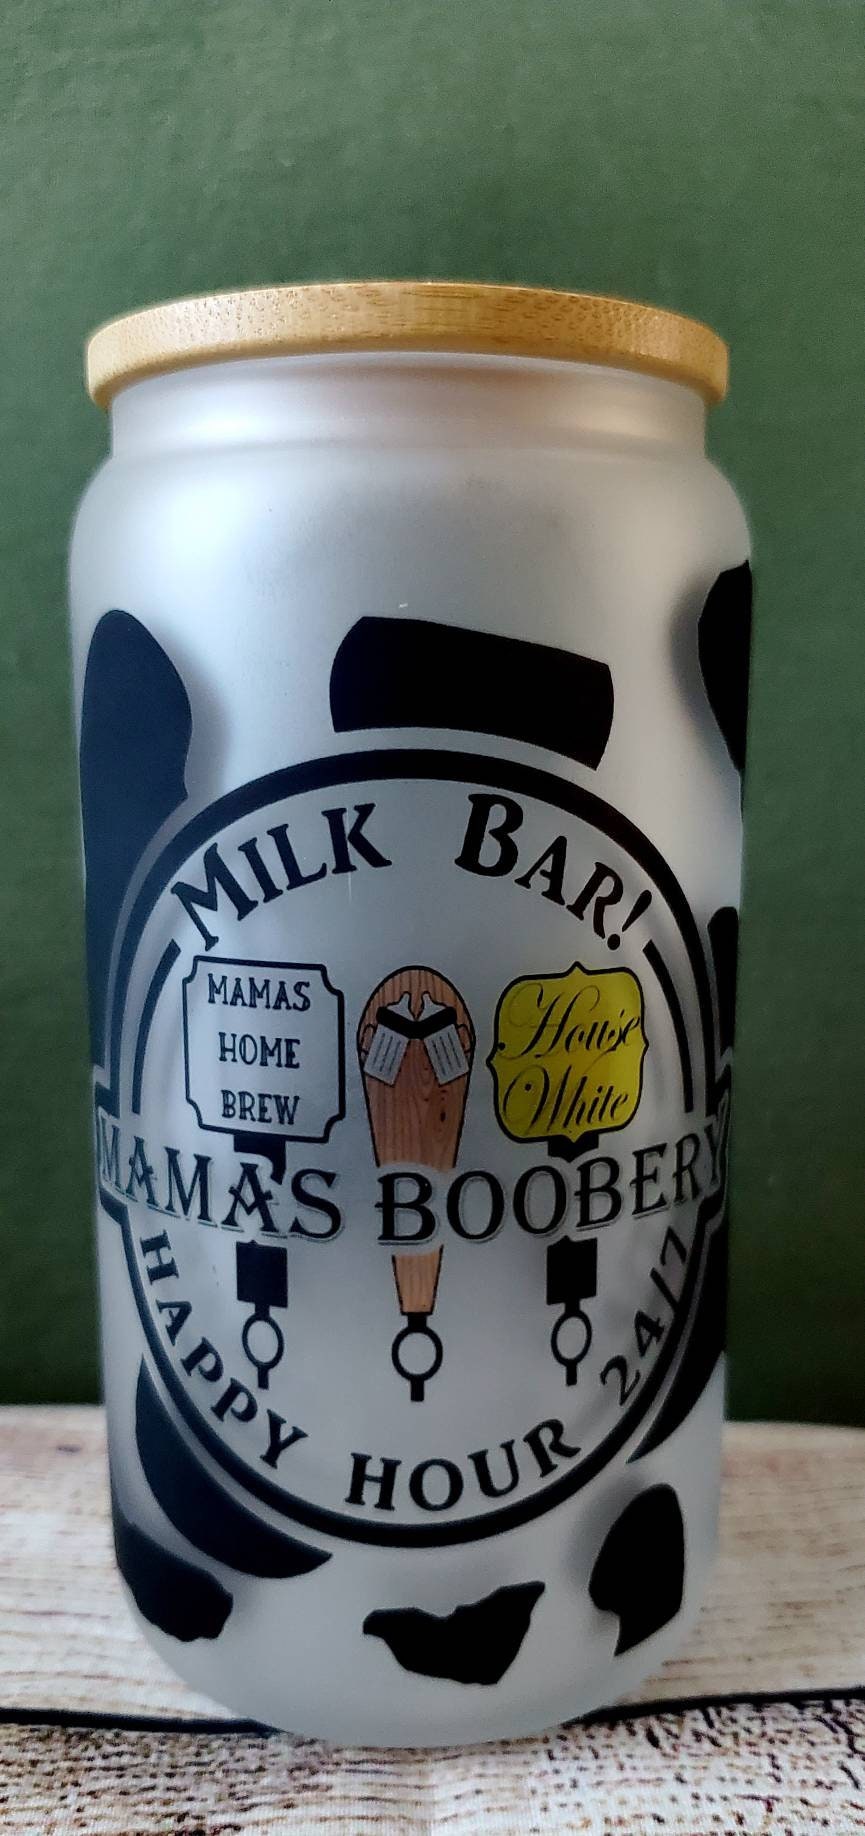 MILK BAR!
MAMAS
HOME
BREW
House
White
MAMAS BOOBERY
HAPPY HOUR 24/7